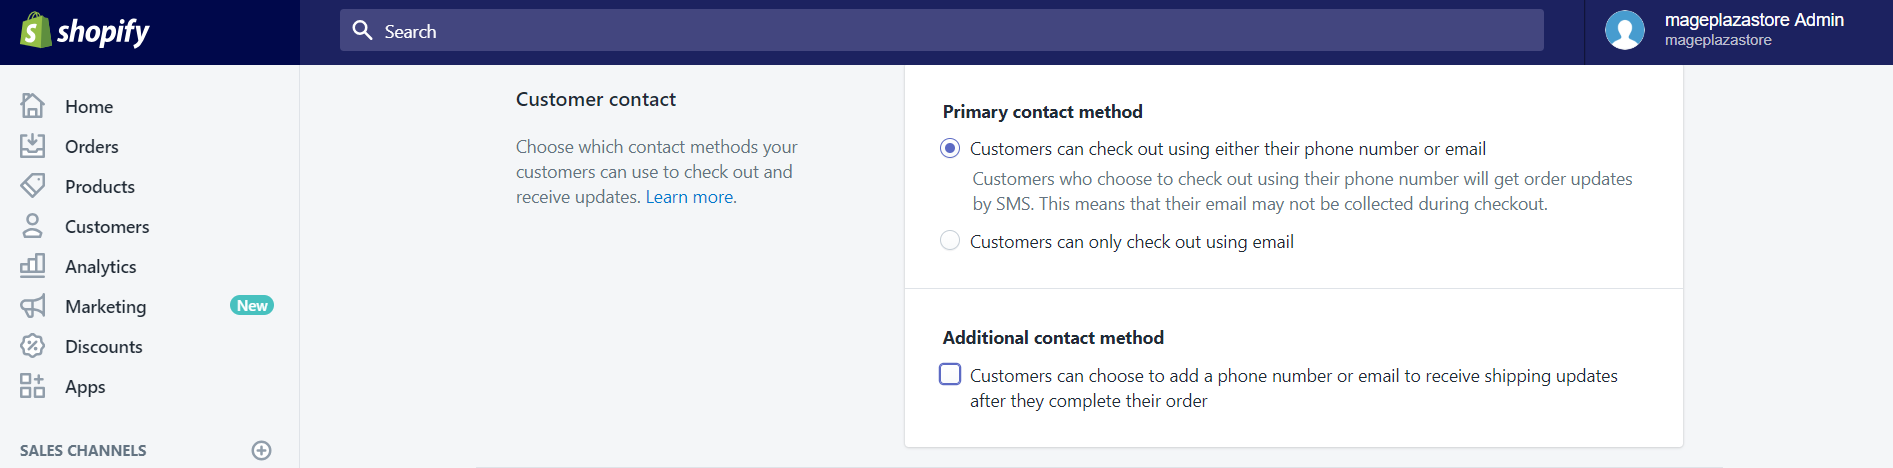 shopify
Search
mageplazastore Admin
mageplazastore
Home
Orders
Products
Customers
Analytics
Marketing
New
Discounts
Apps
SALES CHANNELS
Customer contact
Choose which contact methods your
customers can use to check out and
receive updates. Learn more.
Primary contact method
Customers can check out using either their phone number or email
Customers who choose to check out using their phone number will get order updates
by SMS. This means that their email may not be collected during checkout.
Customers can only check out using email
Additional contact method
Customers can choose to add a phone number or email to receive shipping updates
after they complete their order